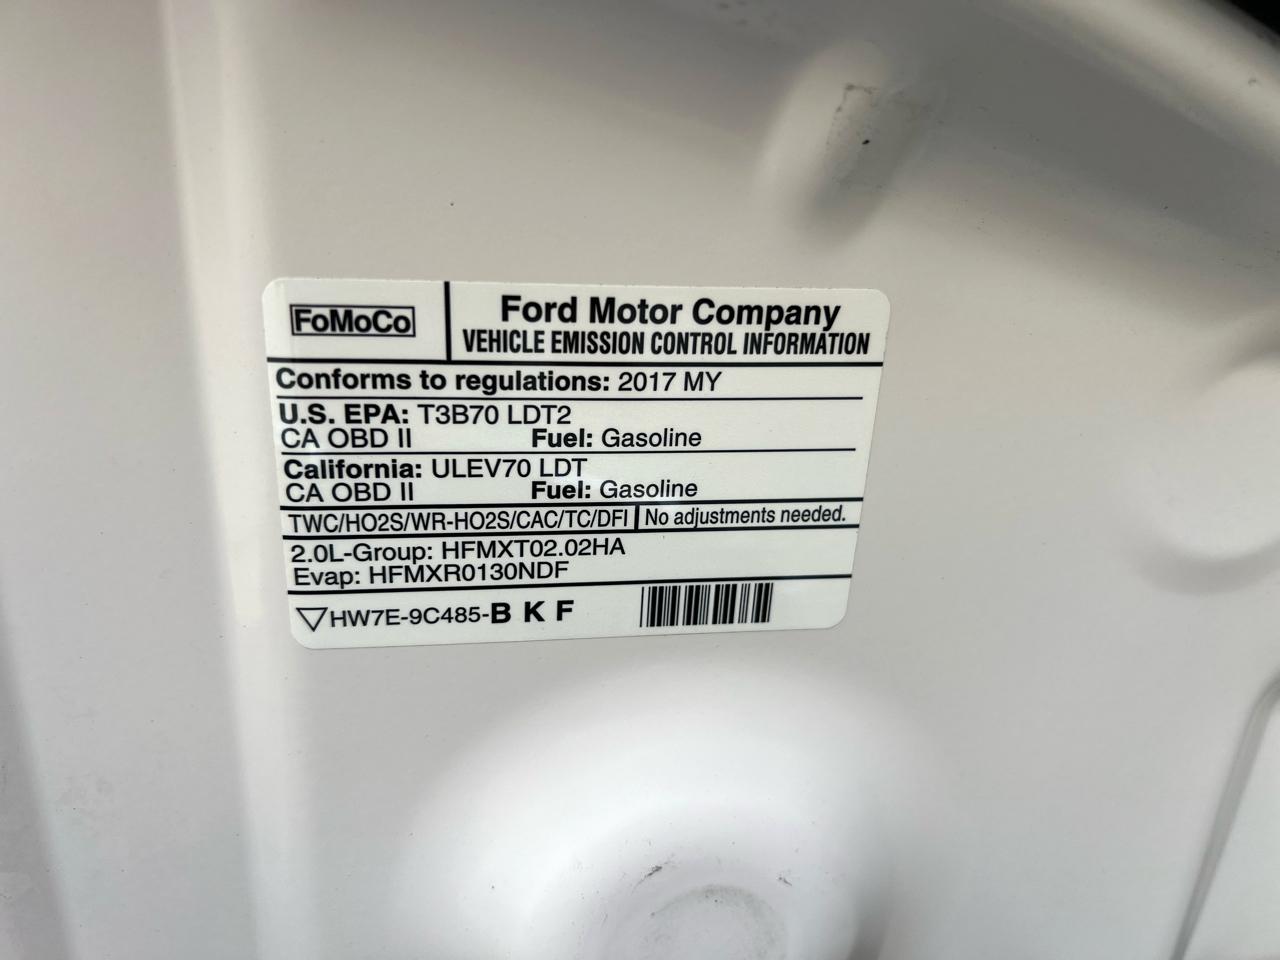 FoMoCo
Ford Motor Company
VEHICLE EMISSION CONTROL INFORMATION
Conforms to regulations: 2017 MY
U.S. EPA: T3B70 LDT2
CA OBD II Fuel: Gasoline
California: ULEV70 LDT
CA OBD II Fuel: Gasoline
TWC/HO2S/WR-HO2S/CAC/TC/DFI No adjustments needed.
2.0L-Group: HFMXT02.02HA
Evap: HFMXR0130NDF
HW7E-9C485-B K F